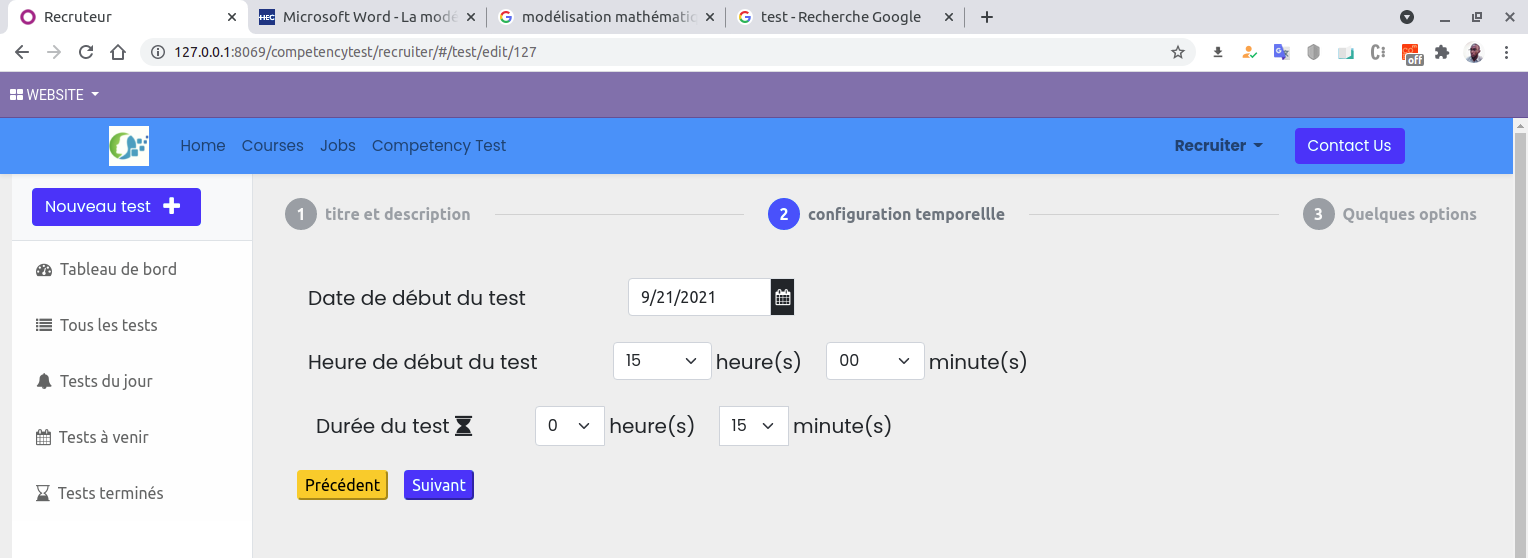 Recruteur
Microsoft Word - La modé
modélisation mathématic
test - Recherche Google
127.0.0.1:8069/competencytest/recruiter/#/test/edit/127
off
WEBSITE
Home Courses Jobs Competency Test Recruiter Contact Us
Nouveau test
1 titre et description 2 configuration temporellle 3 Quelques options
Tableau de bord
Tous les tests
Tests du jour
Tests à venir
Tests terminés
Date de début du test 9/21/2021
Heure de début du test 15 heure(s) 00 minute(s)
Durée du test 0 heure(s) 15 minute(s)
Précédent Suivant